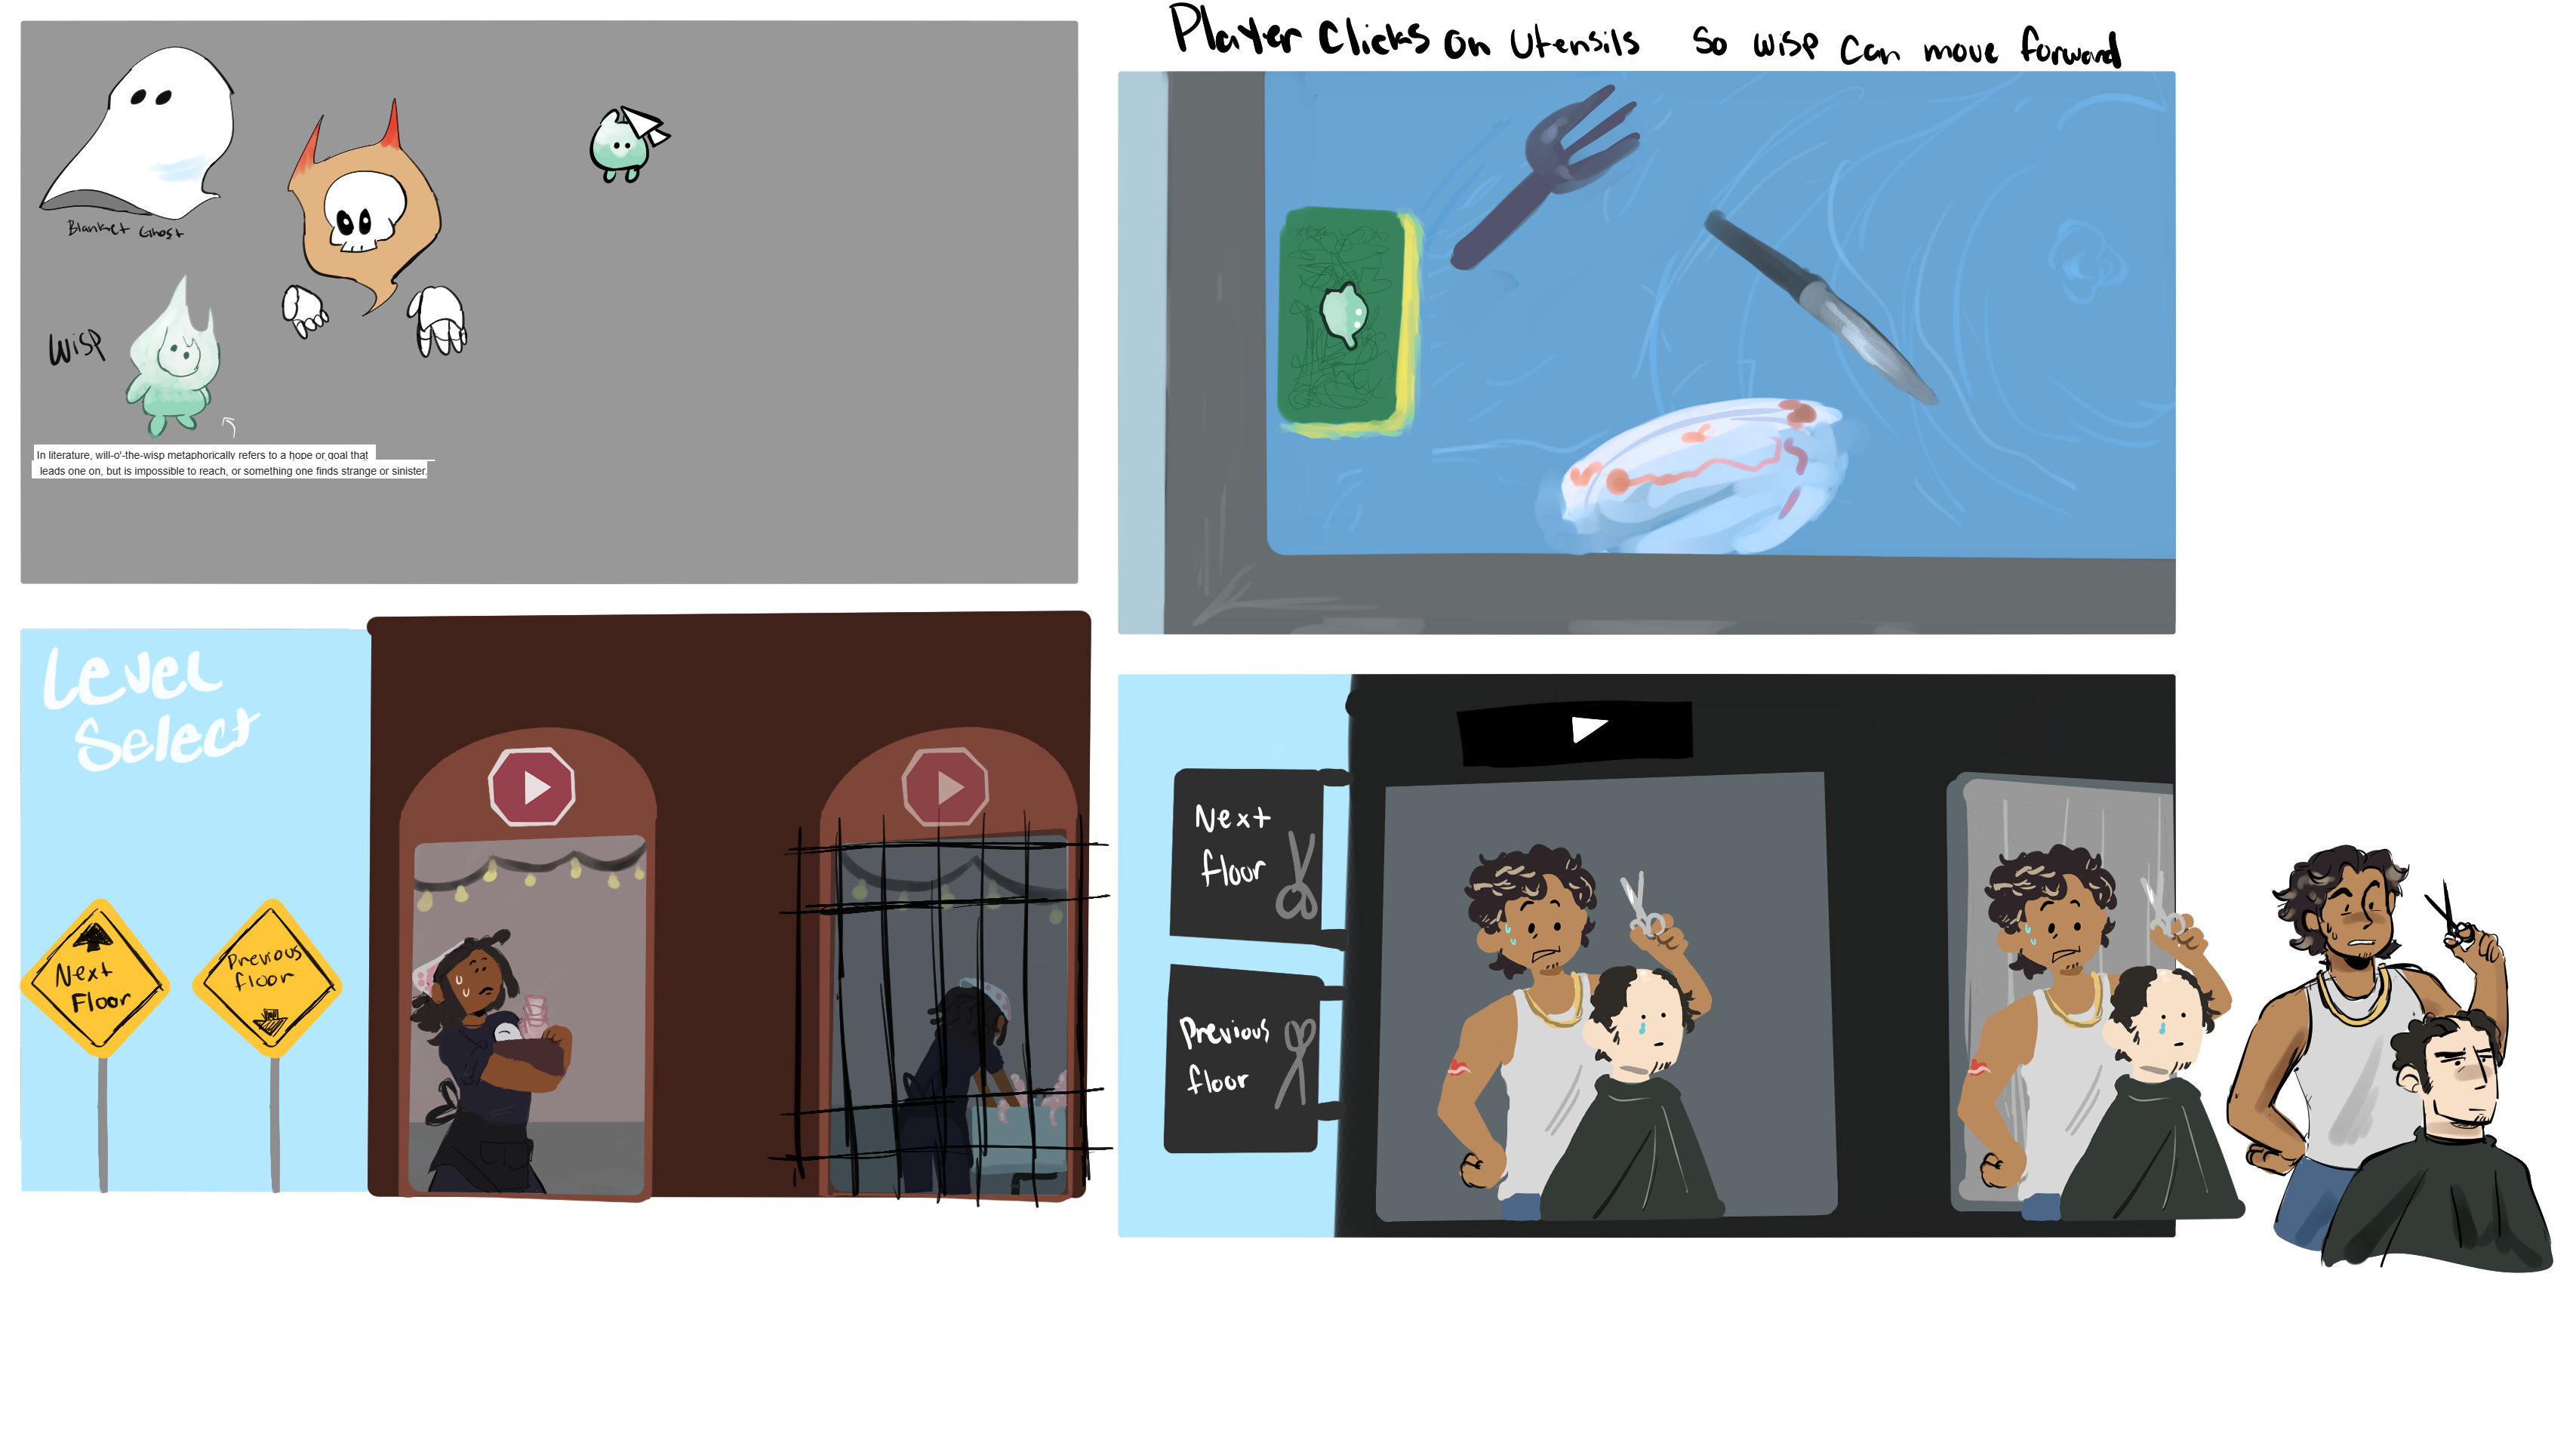 Player Clicks on Utensils So wisp Can move forward
Blanket Ghost
Wisp
In literature, will-o'-the-wisp metaphorically refers to a hope or goal that
leads one on, but is impossible to reach, or something one finds strange or sinister.
Level
Select
Next
Floor
Previous
floor
Next
floor
Previous
floor